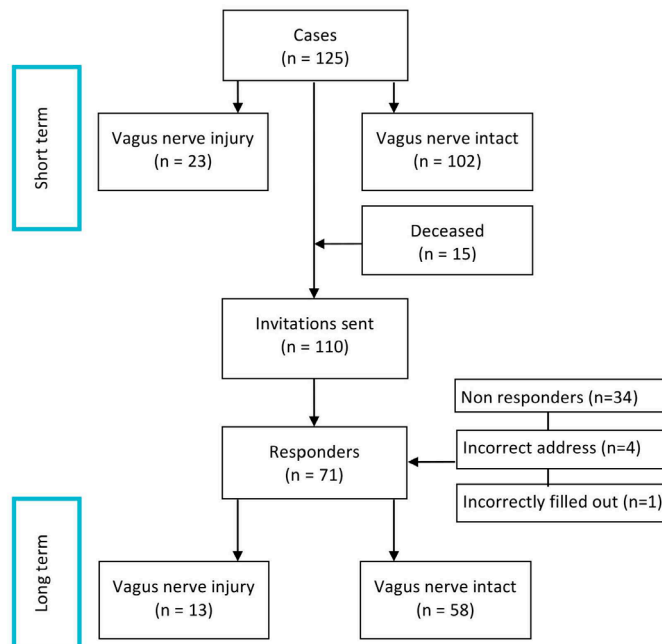 Cases
(n = 125)
Short term
Vagus nerve injury
(n = 23)
Vagus nerve intact
(n = 102)
Deceased
(n = 15)
Invitations sent
(n = 110)
Non responders (n=34)
Incorrect address (n=4)
Incorrectly filled out (n=1)
Responders
(n = 71)
Long term
Vagus nerve injury
(n = 13)
Vagus nerve intact
(n = 58)